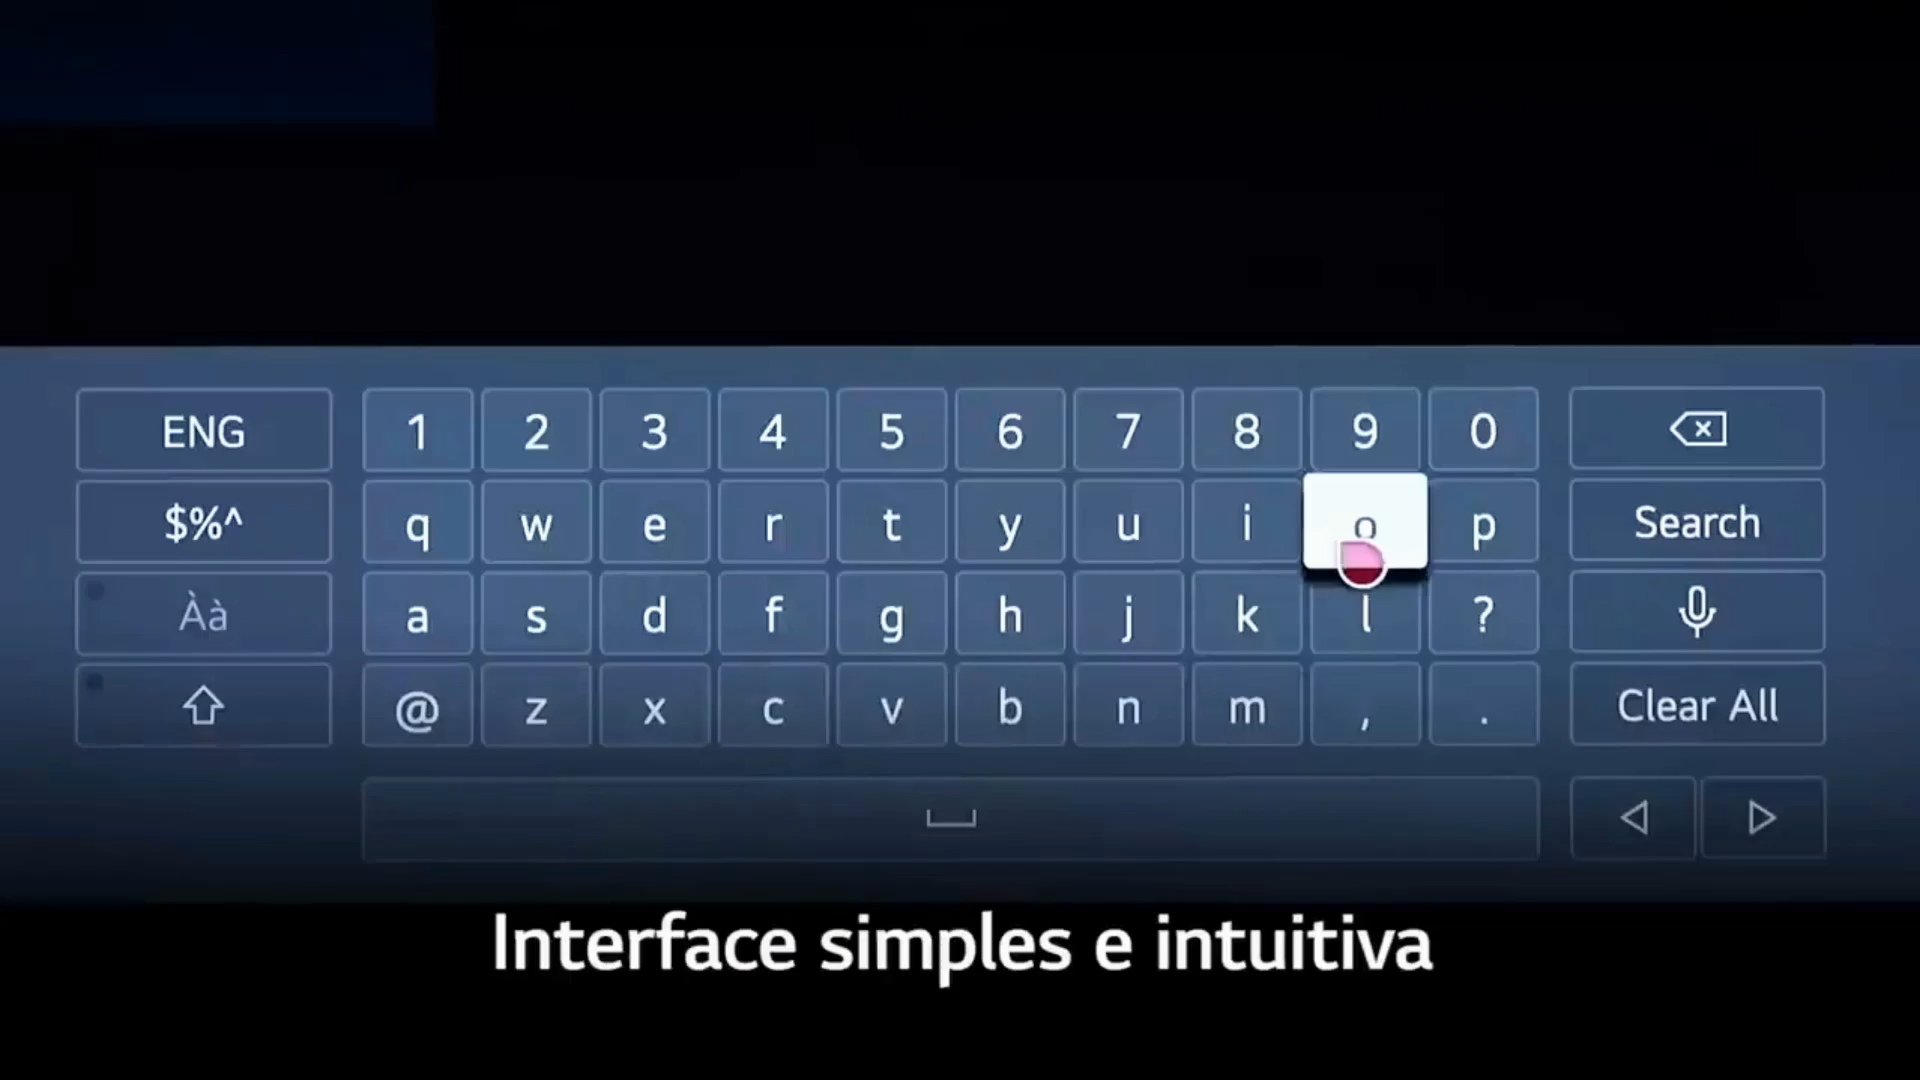 ENG 1 2 3 4 5 6 7 8 9 0
$%^ q w e r t y u i o p Search
Àà a s d f g h j k l ?
@ z x c v b n m , . Clear All
Interface simples e intuitiva